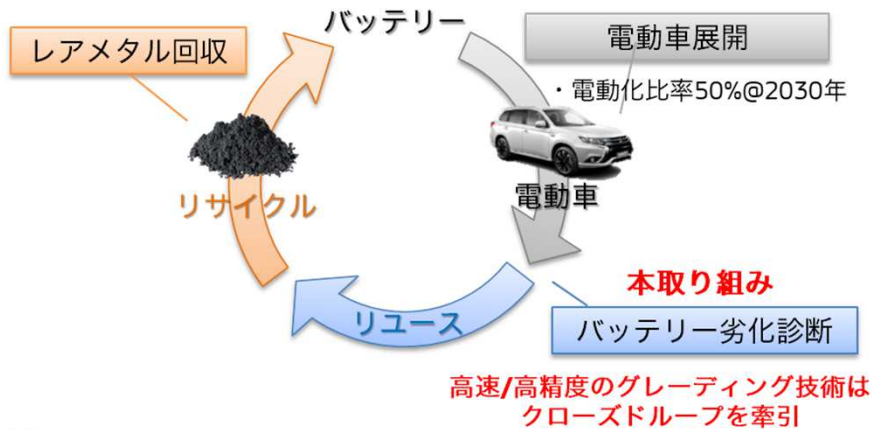 バッテリー
レアメタル回収
電動車展開
・電動化比率50%@2030年
電動車
リサイクル
本取り組み
リユース
バッテリー劣化診断
高速/高精度のグレーディング技術は
クローズドループを牽引